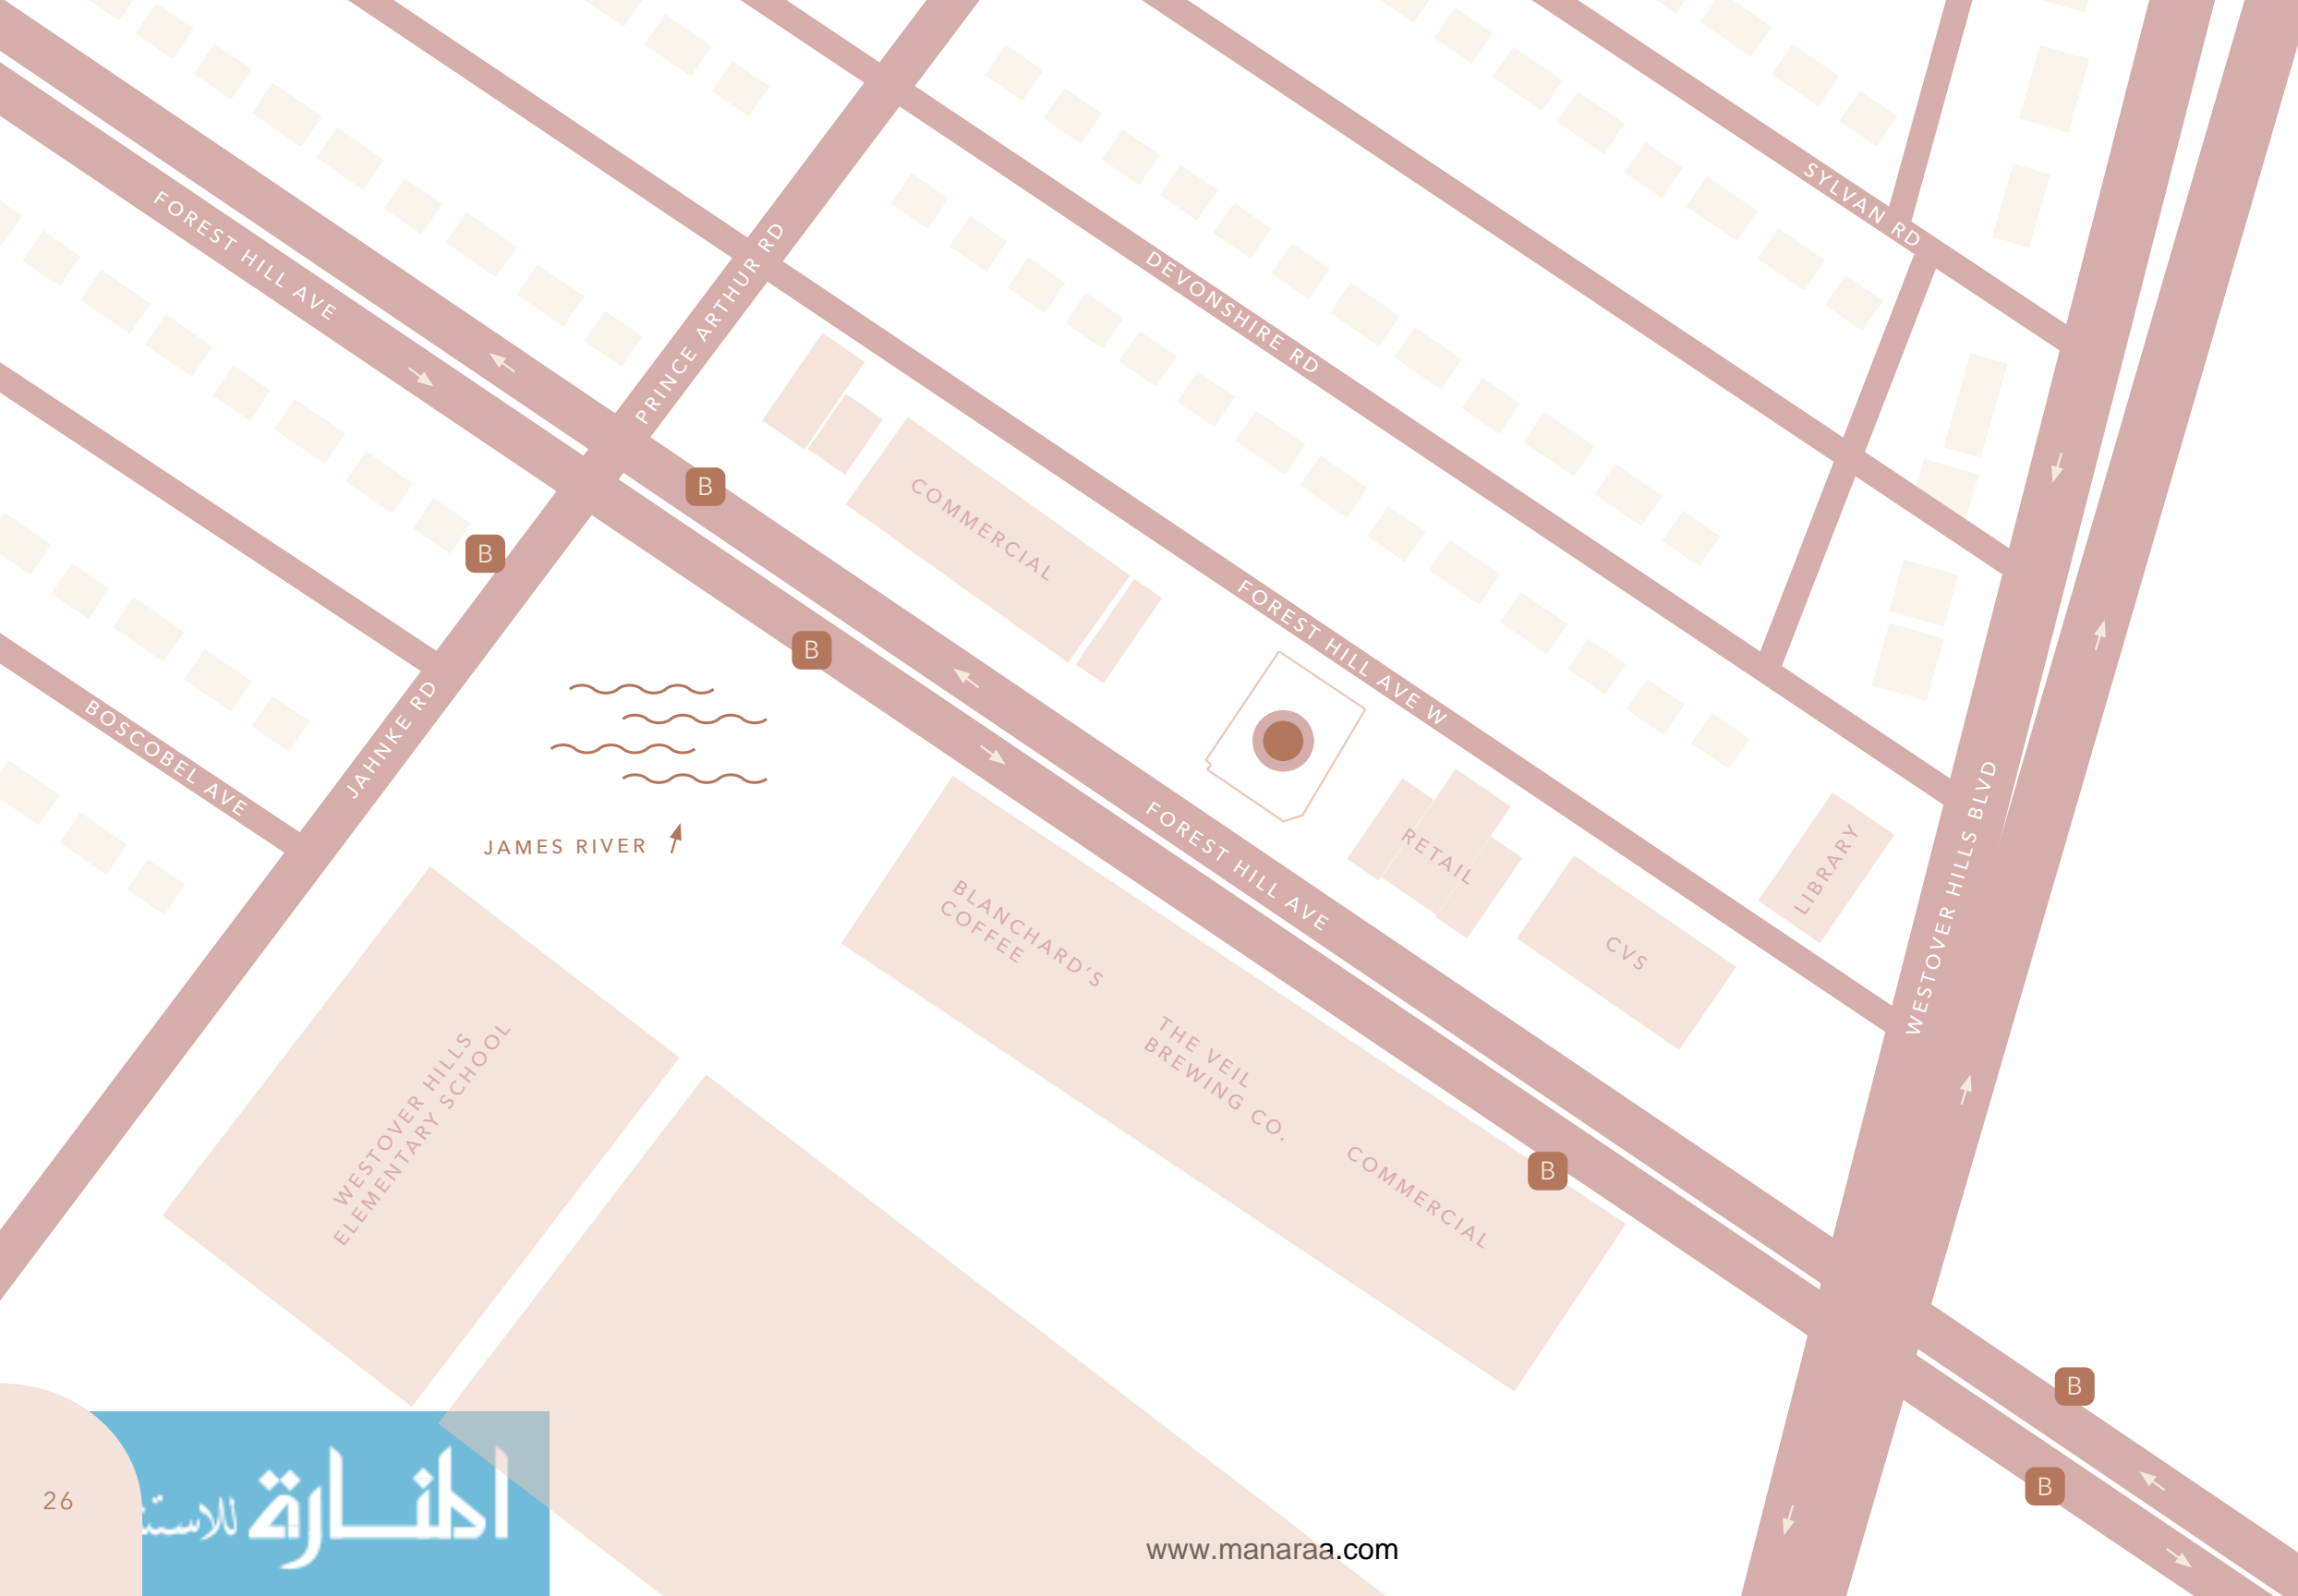 SYLVAN RD
FOREST HILL AVE
PRINCE ARTHUR RD
DEVONSHIRE RD
B
COMMERCIAL
B
FOREST HILL AVE W
B
JAHNKE RD
BOSCOBEL AVE
JAMES RIVER
FOREST HILL AVE
RETAIL
LIBRARY
WESTOVER HILLS BLVD
BLANCHARD'S
COFFEE
CVS
THE VEIL
BREWING CO.
WESTOVER HILLS
ELEMENTARY SCHOOL
COMMERCIAL
B
B
B
26
المنارة
www.manaraa.com